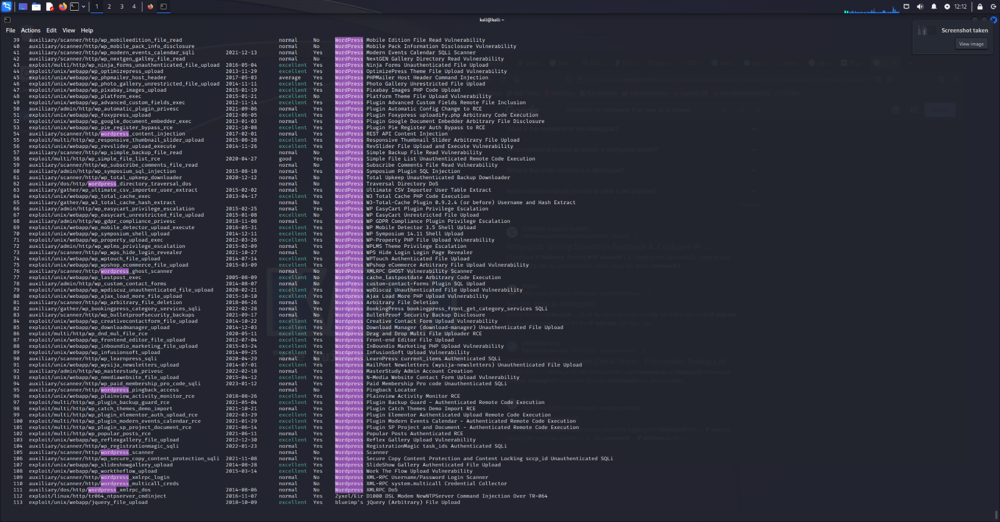 1 2 3 4 12:12
kali@kali: ~
File Actions Edit View Help
Screenshot taken
View image
39 auxiliary/scanner/http/wp_mobileedition_file_read normal No WordPress Mobile Edition File Read Vulnerability
40 auxiliary/scanner/http/wp_mobile_pack_info_disclosure normal No WordPress Mobile Pack Information Disclosure Vulnerability
41 auxiliary/scanner/http/wp_modern_events_calendar_sqli 2021-12-13 normal Yes WordPress Modern Events Calendar SQLi Scanner
42 auxiliary/scanner/http/wp_nextgen_galley_file_read normal No WordPress NextGEN Gallery Directory Read Vulnerability
43 exploit/multi/http/wp_ninja_forms_unauthenticated_file_upload 2016-05-04 excellent Yes WordPress Ninja Forms Unauthenticated File Upload
44 exploit/unix/webapp/wp_optimizepress_upload 2013-11-29 excellent Yes WordPress OptimizePress Theme File Upload Vulnerability
45 exploit/unix/webapp/wp_phpmailer_host_header 2017-05-03 average Yes WordPress PHPMailer Host Header Command Injection
46 exploit/unix/webapp/wp_photo_gallery_unrestricted_file_upload 2014-11-11 excellent Yes WordPress Photo Gallery Unrestricted File Upload
47 exploit/unix/webapp/wp_pixabay_images_upload 2015-01-19 excellent Yes WordPress Pixabay Images PHP Code Upload
48 exploit/unix/webapp/wp_platform_exec 2015-01-21 excellent No WordPress Platform Theme File Upload Vulnerability
49 exploit/unix/webapp/wp_advanced_custom_fields_exec 2012-11-14 excellent Yes WordPress Plugin Advanced Custom Fields Remote File Inclusion
50 auxiliary/admin/http/wp_automatic_plugin_privesc 2021-09-06 normal Yes WordPress Plugin Automatic Config Change to RCE
51 exploit/unix/webapp/wp_foxypress_upload 2012-06-05 excellent Yes WordPress Plugin Foxypress uploadify.php Arbitrary Code Execution
52 exploit/unix/webapp/wp_google_document_embedder_exec 2013-01-03 normal Yes WordPress Plugin Google Document Embedder Arbitrary File Disclosure
53 exploit/unix/webapp/wp_pie_register_bypass_rce 2021-10-08 excellent Yes WordPress Plugin Pie Register Auth Bypass to RCE
54 auxiliary/scanner/http/wordpress_content_injection 2017-02-01 normal Yes WordPress REST API Content Injection
55 exploit/multi/http/wp_responsive_thumbnail_slider_upload 2015-08-28 excellent Yes WordPress Responsive Thumbnail Slider Arbitrary File Upload
56 exploit/unix/webapp/wp_revslider_upload_execute 2014-11-26 excellent Yes WordPress RevSlider File Upload and Execute Vulnerability
57 auxiliary/scanner/http/wp_simple_backup_file_read normal No WordPress Simple Backup File Read Vulnerability
58 exploit/multi/http/wp_simple_file_list_rce 2020-04-27 good Yes WordPress Simple File List Unauthenticated Remote Code Execution
59 auxiliary/scanner/http/wp_subscribe_comments_file_read normal No WordPress Subscribe Comments File Read Vulnerability
60 auxiliary/admin/http/wp_symposium_sql_injection 2015-08-18 normal Yes WordPress Symposium Plugin SQL Injection
61 auxiliary/scanner/http/wp_total_upkeep_downloader 2020-12-12 normal No WordPress Total Upkeep Unauthenticated Backup Downloader
62 auxiliary/dos/http/wordpress_directory_traversal_dos normal No WordPress Traversal Directory DoS
63 auxiliary/gather/wp_ultimate_csv_importer_user_extract 2015-02-02 normal Yes WordPress Ultimate CSV Importer User Table Extract
64 exploit/unix/webapp/wp_total_cache_exec 2013-04-17 excellent Yes WordPress W3 Total Cache PHP Code Execution
65 auxiliary/gather/wp_w3_total_cache_hash_extract normal No WordPress W3-Total-Cache Plugin 0.9.2.4 (or before) Username and Hash Extract
66 auxiliary/admin/http/wp_easycart_privilege_escalation 2015-02-25 normal Yes WordPress WP EasyCart Plugin Privilege Escalation
67 exploit/unix/webapp/wp_easycart_unrestricted_file_upload 2015-01-08 excellent No WordPress WP EasyCart Unrestricted File Upload
68 auxiliary/admin/http/wp_gdpr_compliance_privesc 2018-11-08 normal Yes WordPress WP GDPR Compliance Plugin Privilege Escalation
69 exploit/unix/webapp/wp_mobile_detector_upload_execute 2016-05-31 excellent Yes WordPress WP Mobile Detector 3.5 Shell Upload
70 exploit/unix/webapp/wp_symposium_shell_upload 2014-12-11 excellent Yes WordPress WP Symposium 14.11 Shell Upload
71 exploit/unix/webapp/wp_property_upload_exec 2012-03-26 excellent Yes WordPress WP-Property PHP File Upload Vulnerability
72 auxiliary/admin/http/wp_wplms_privilege_escalation 2015-02-09 normal Yes WordPress WPLMS Theme Privilege Escalation
73 auxiliary/scanner/http/wp_wps_hide_login_revealer 2021-10-27 normal No WordPress WPS Hide Login Login Page Revealer
74 exploit/unix/webapp/wp_wptouch_file_upload 2014-07-14 excellent Yes WordPress WPTouch Authenticated File Upload
75 exploit/unix/webapp/wp_wpshop_ecommerce_file_upload 2015-03-09 excellent Yes WordPress WPshop eCommerce Arbitrary File Upload Vulnerability
76 auxiliary/scanner/http/wordpress_ghost_scanner normal No WordPress XMLRPC GHOST Vulnerability Scanner
77 exploit/unix/webapp/wp_lastpost_exec 2005-08-09 excellent No WordPress cache_lastpostdate Arbitrary Code Execution
78 auxiliary/admin/http/wp_custom_contact_forms 2014-08-07 normal No WordPress custom-contact-forms Plugin SQL Upload
79 exploit/unix/webapp/wp_wpdiscuz_unauthenticated_file_upload 2020-02-21 excellent Yes WordPress wpDiscuz Unauthenticated File Upload Vulnerability
80 exploit/unix/webapp/wp_ajax_load_more_file_upload 2015-10-10 excellent Yes Wordpress Ajax Load More PHP Upload Vulnerability
81 auxiliary/scanner/http/wp_arbitrary_file_deletion 2018-06-26 normal No Wordpress Arbitrary File Deletion
82 auxiliary/gather/wp_bookingpress_category_services_sqli 2022-02-28 normal Yes Wordpress BookingPress bookingpress_front_get_category_services SQLi
83 auxiliary/scanner/http/wp_bulletproofsecurity_backups 2021-09-17 normal No Wordpress BulletProof Security Backup Disclosure
84 exploit/unix/webapp/wp_creativecontactform_file_upload 2014-10-22 excellent Yes Wordpress Creative Contact Form Upload Vulnerability
85 exploit/unix/webapp/wp_downloadmanager_upload 2014-12-03 excellent Yes Wordpress Download Manager (download-manager) Unauthenticated File Upload
86 exploit/multi/http/wp_dnd_mul_file_rce 2020-05-11 excellent Yes Wordpress Drag and Drop Multi File Uploader RCE
87 exploit/unix/webapp/wp_frontend_editor_file_upload 2012-07-04 excellent Yes Wordpress Front-end Editor File Upload
88 exploit/unix/webapp/wp_inboundio_marketing_file_upload 2015-03-24 excellent Yes Wordpress InBoundio Marketing PHP Upload Vulnerability
89 exploit/unix/webapp/wp_infusionsoft_upload 2014-09-25 excellent Yes Wordpress InfusionSoft Upload Vulnerability
90 auxiliary/scanner/http/wp_learnpress_sqli 2020-04-29 normal No Wordpress LearnPress current_items Authenticated SQLi
91 exploit/unix/webapp/wp_wysija_newsletters_upload 2014-07-01 excellent Yes Wordpress MailPoet Newsletters (wysija-newsletters) Unauthenticated File Upload
92 auxiliary/admin/http/wp_masterstudy_privesc 2022-02-18 normal Yes Wordpress MasterStudy Admin Account Creation
93 exploit/unix/webapp/wp_nmediawebsite_file_upload 2015-04-12 excellent Yes Wordpress N-Media Website Contact Form Upload Vulnerability
94 auxiliary/scanner/http/wp_paid_membership_pro_code_sqli 2023-01-12 normal Yes Wordpress Paid Membership Pro code Unauthenticated SQLi
95 auxiliary/scanner/http/wordpress_pingback_access normal No Wordpress Pingback Locator
96 exploit/unix/webapp/wp_plainview_activity_monitor_rce 2018-08-26 excellent Yes Wordpress Plainview Activity Monitor RCE
97 exploit/multi/http/wp_plugin_backup_guard_rce 2021-05-04 excellent Yes Wordpress Plugin Backup Guard - Authenticated Remote Code Execution
98 exploit/multi/http/wp_catch_themes_demo_import 2021-10-21 normal Yes Wordpress Plugin Catch Themes Demo Import RCE
99 exploit/multi/http/wp_plugin_elementor_auth_upload_rce 2022-03-29 excellent Yes Wordpress Plugin Elementor Authenticated Upload Remote Code Execution
100 exploit/multi/http/wp_plugin_modern_events_calendar_rce 2021-01-29 excellent Yes Wordpress Plugin Modern Events Calendar - Authenticated Remote Code Execution
101 exploit/multi/http/wp_plugin_sp_project_document_rce 2021-06-14 excellent Yes Wordpress Plugin SP Project and Document - Authenticated Remote Code Execution
102 exploit/multi/http/wp_popular_posts_rce 2021-06-11 normal Yes Wordpress Popular Posts Authenticated RCE
103 exploit/unix/webapp/wp_reflexgallery_file_upload 2012-12-30 excellent Yes Wordpress Reflex Gallery Upload Vulnerability
104 auxiliary/scanner/http/wp_registrationmagic_sqli 2022-01-23 normal Yes Wordpress RegistrationMagic task_ids Authenticated SQLi
105 auxiliary/scanner/http/wordpress_scanner normal No Wordpress Scanner
106 auxiliary/scanner/http/wp_secure_copy_content_protection_sqli 2021-11-08 normal Yes Wordpress Secure Copy Content Protection and Content Locking sccp_id Unauthenticated SQLi
107 exploit/unix/webapp/wp_slideshowgallery_upload 2014-08-28 excellent Yes Wordpress SlideShow Gallery Authenticated File Upload
108 exploit/unix/webapp/wp_worktheflow_upload 2015-03-14 excellent Yes Wordpress Work The Flow Upload Vulnerability
109 auxiliary/scanner/http/wordpress_xmlrpc_login normal No Wordpress XML-RPC Username/Password Login Scanner
110 auxiliary/scanner/http/wordpress_multicall_creds normal No Wordpress XML-RPC system.multicall Credential Collector
111 auxiliary/dos/http/wordpress_xmlrpc_dos 2014-08-06 normal No Wordpress XMLRPC DoS
112 exploit/linux/http/tr064_ntpserver_cmdinject 2016-11-07 normal Yes Zyxel/Eir D1000 DSL Modem NewNTPServer Command Injection Over TR-064
113 exploit/unix/webapp/jquery_file_upload 2018-10-09 excellent Yes blueimp's jQuery (Arbitrary) File Upload